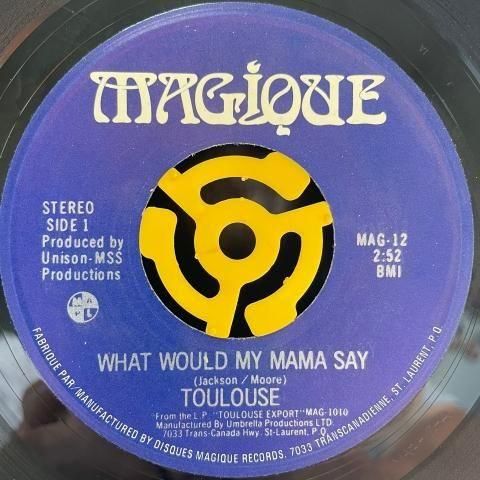 MAGIQUE
STEREO
SIDE 1
Produced by
Unison-MSS
Productions
MAG-12
2:52
BMI
MAPL
WHAT WOULD MY MAMA SAY
(Jackson / Moore)
TOULOUSE
"From the L.P. "TOULOUSE EXPORT" MAG-1010
Manufactured by Umbrella Productions LTD
7033 Trans-Canada Hwy. St-Laurent, P.Q.
FABRIQUE PAR/MANUFACTURED BY DISQUES MAGIQUE RECORDS. 7033 TRANSCANADIENNE, ST. LAURENT, P.Q.